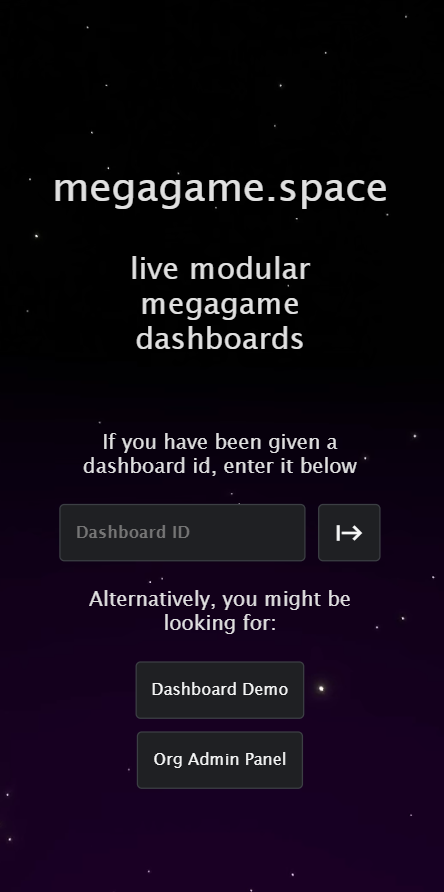 megagame.space
live modular
megagame
dashboards
If you have been given a
dashboard id, enter it below
Dashboard ID
Alternatively, you might be
looking for:
Dashboard Demo
Org Admin Panel